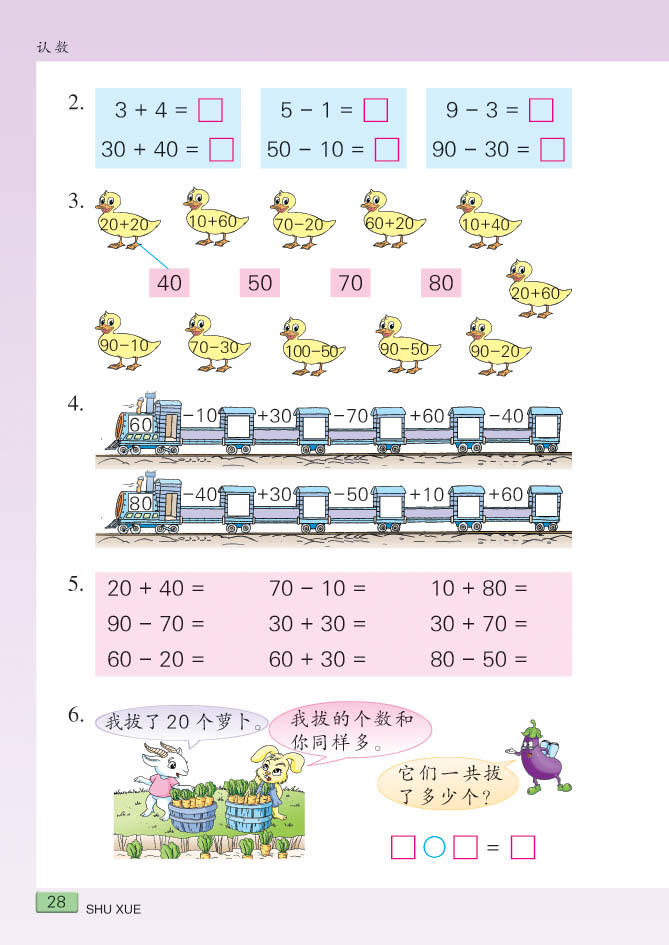 认数
2. 3 + 4 = □ 5 − 1 = □ 9 − 3 = □
30 + 40 = □ 50 − 10 = □ 90 − 30 = □
3. 20+20 10+60 70−20 60+20 10+40
40 50 70 80
20+60
90−10 70−30 100−50 90−50 90−20
4. 60 −10 +30 −70 +60 −40
80 −40 +30 −50 +10 +60
5. 20 + 40 = 70 − 10 = 10 + 80 =
90 − 70 = 30 + 30 = 30 + 70 =
60 − 20 = 60 + 30 = 80 − 50 =
6. 我拔了 20 个萝卜。
我拔的个数和
你同样多。
它们一共拔
了多少个？
□ ○ □ = □
28 SHU XUE